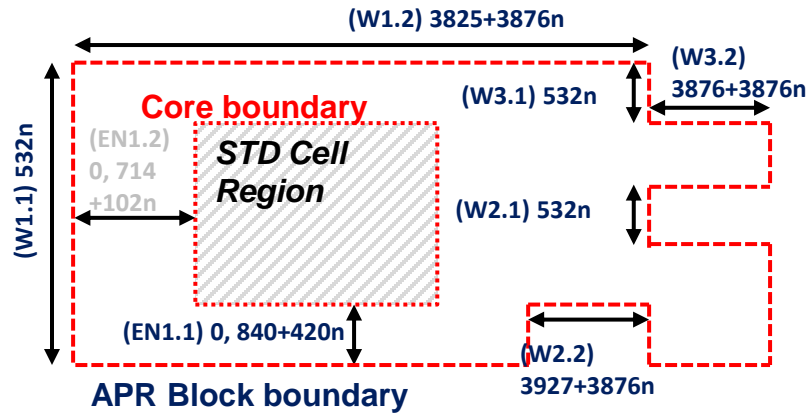 (W1.2) 3825+3876n
(W3.2)
3876+3876n
(W3.1) 532n
Core boundary
(EN1.2)
0, 714
+102n
STD Cell
Region
(W1.1) 532n
(W2.1) 532n
(EN1.1) 0, 840+420n
(W2.2)
3927+3876n
APR Block boundary